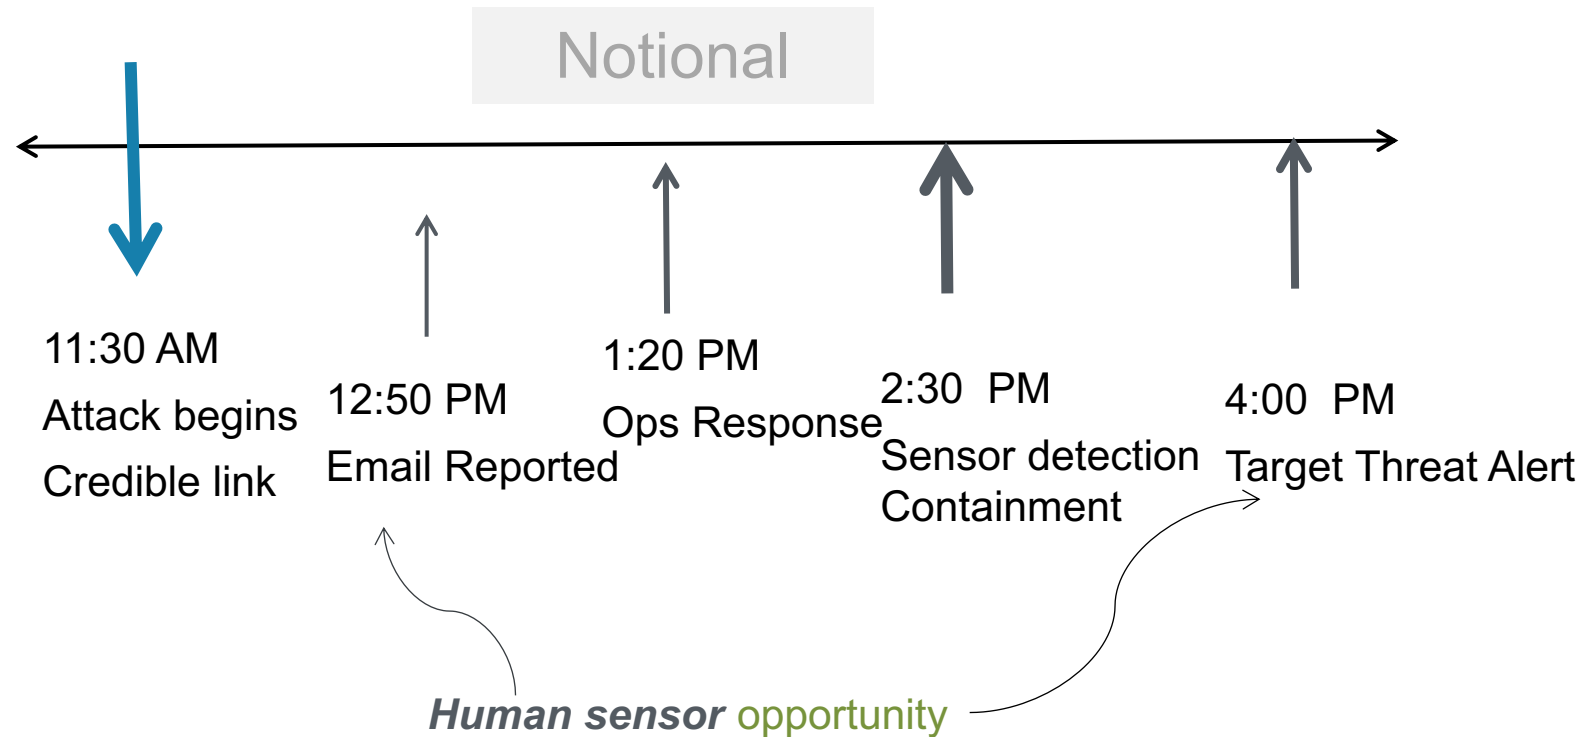 Notional
11:30 AM
Attack begins
Credible link
12:50 PM
Email Reported
1:20 PM
Ops Response
2:30  PM
Sensor detection
Containment
4:00  PM
Target Threat Alert
Human sensor opportunity